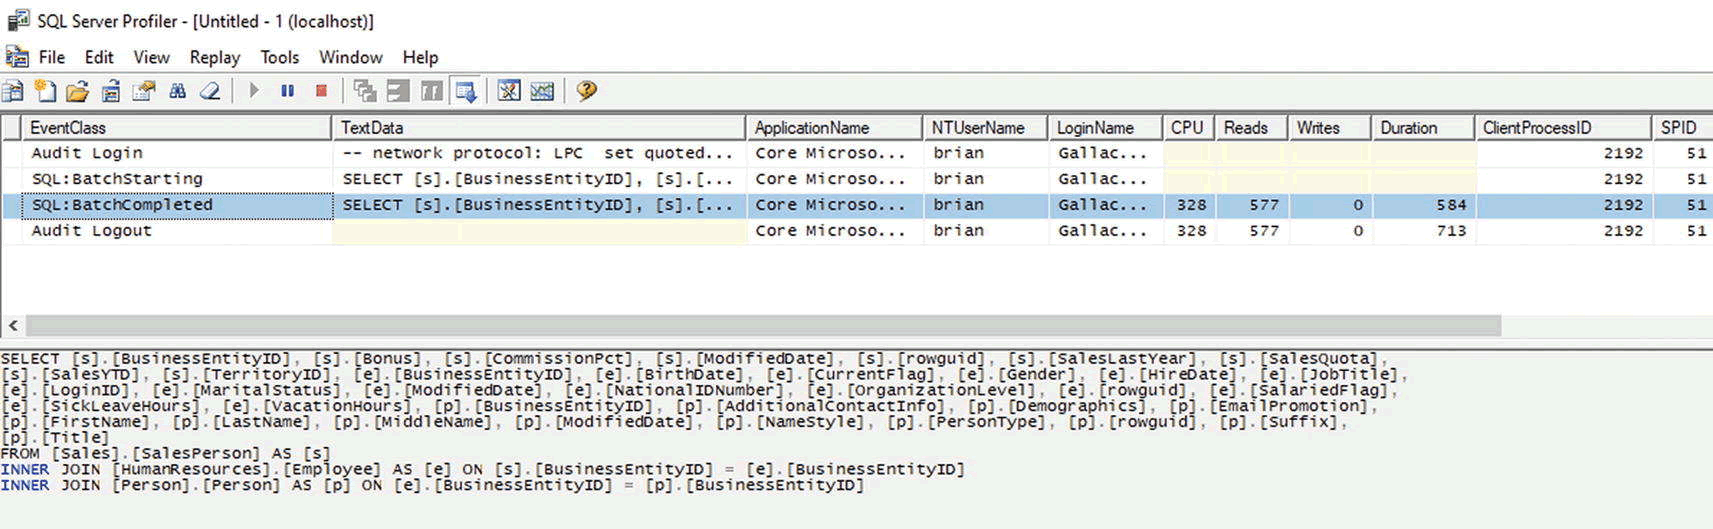 SQL Server Profiler - [Untitled - 1 (localhost)]
File Edit View Replay Tools Window Help
EventClass TextData ApplicationName NTUserName LoginName CPU Reads Writes Duration ClientProcessID SPID
Audit Login -- network protocol: LPC set quoted... Core Microso... brian Gallac... 2192 51
SQL:BatchStarting SELECT [s].[BusinessEntityID], [s].[... Core Microso... brian Gallac... 2192 51
SQL:BatchCompleted SELECT [s].[BusinessEntityID], [s].[... Core Microso... brian Gallac... 328 577 0 584 2192 51
Audit Logout Core Microso... brian Gallac... 328 577 0 713 2192 51
SELECT [s].[BusinessEntityID], [s].[Bonus], [s].[CommissionPct], [s].[ModifiedDate], [s].[rowguid], [s].[SalesLastYear], [s].[SalesQuota],
[s].[SalesYTD], [s].[TerritoryID], [e].[BusinessEntityID], [e].[BirthDate], [e].[CurrentFlag], [e].[Gender], [e].[HireDate], [e].[JobTitle],
[e].[LoginID], [e].[MaritalStatus], [e].[ModifiedDate], [e].[NationalIDNumber], [e].[OrganizationLevel], [e].[rowguid], [e].[SalariedFlag],
[e].[SickLeaveHours], [e].[VacationHours], [p].[BusinessEntityID], [p].[AdditionalContactInfo], [p].[Demographics], [p].[EmailPromotion],
[p].[FirstName], [p].[LastName], [p].[MiddleName], [p].[ModifiedDate], [p].[NameStyle], [p].[PersonType], [p].[rowguid], [p].[Suffix],
[p].[Title]
FROM [Sales].[SalesPerson] AS [s]
INNER JOIN [HumanResources].[Employee] AS [e] ON [s].[BusinessEntityID] = [e].[BusinessEntityID]
INNER JOIN [Person].[Person] AS [p] ON [e].[BusinessEntityID] = [p].[BusinessEntityID]